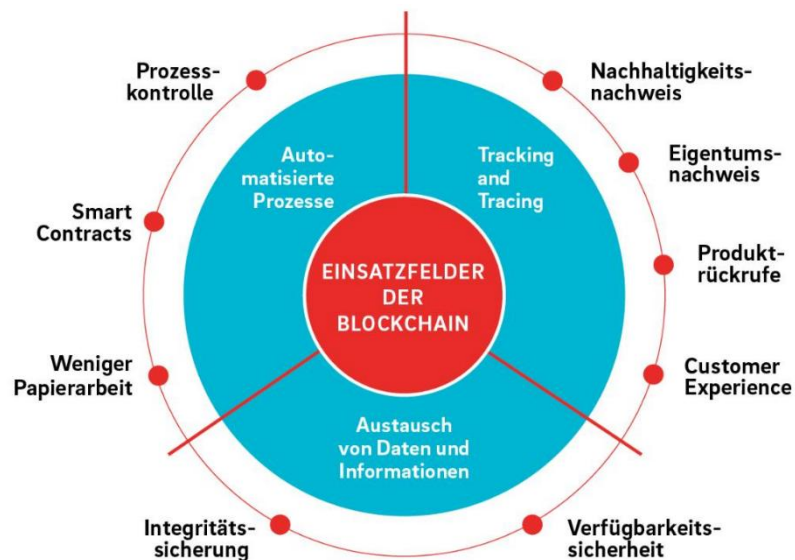 Prozess-
kontrolle
Smart
Contracts
Weniger
Papierarbeit
Integritäts-
sicherung
Auto-
matisierte
Prozesse
Tracking
and
Tracing
EINSATZFELDER
DER
BLOCKCHAIN
Austausch
von Daten und
Informationen
Nachhaltigkeits-
nachweis
Eigentums-
nachweis
Produkt-
rückrufe
Customer
Experience
Verfügbarkeits-
sicherheit